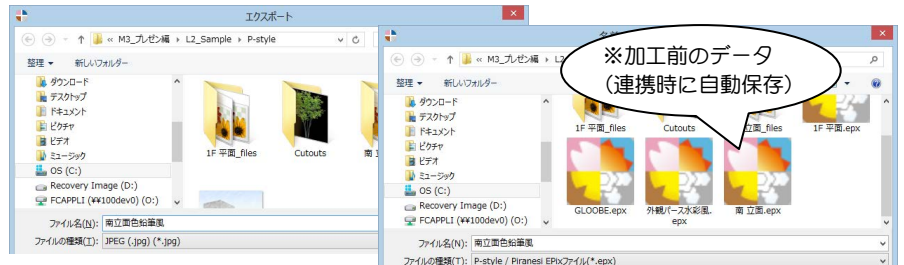 エクスポート
« M3_プレゼン編 ▸ L2_Sample ▸ P-style
整理 ▼ 新しいフォルダー
ダウンロード
デスクトップ
ドキュメント
ピクチャ
ビデオ
ミュージック
OS (C:)
Recovery Image (D:)
FCAPPLI (¥¥100dev0) (O:)
1F 平面_files
Cutouts
ファイル名(N): 南立面色鉛筆風
ファイルの種類(T): JPEG (.jpg) (*.jpg)
« M3_プレゼン編 ▸
整理 ▼ 新しいフォルダー
ダウンロード
デスクトップ
ドキュメント
ピクチャ
ビデオ
ミュージック
OS (C:)
Recovery Image (D:)
FCAPPLI (¥¥100dev0) (O:)
※加工前のデータ
(連携時に自動保存)
1F 平面_files
Cutouts
立面_files
1F 平面.epx
GLOOBE.epx
外観パース水彩風.
epx
南 立面.epx
ファイル名(N): 南立面色鉛筆風
ファイルの種類(T): P-style / Piranesi EPixファイル(*.epx)